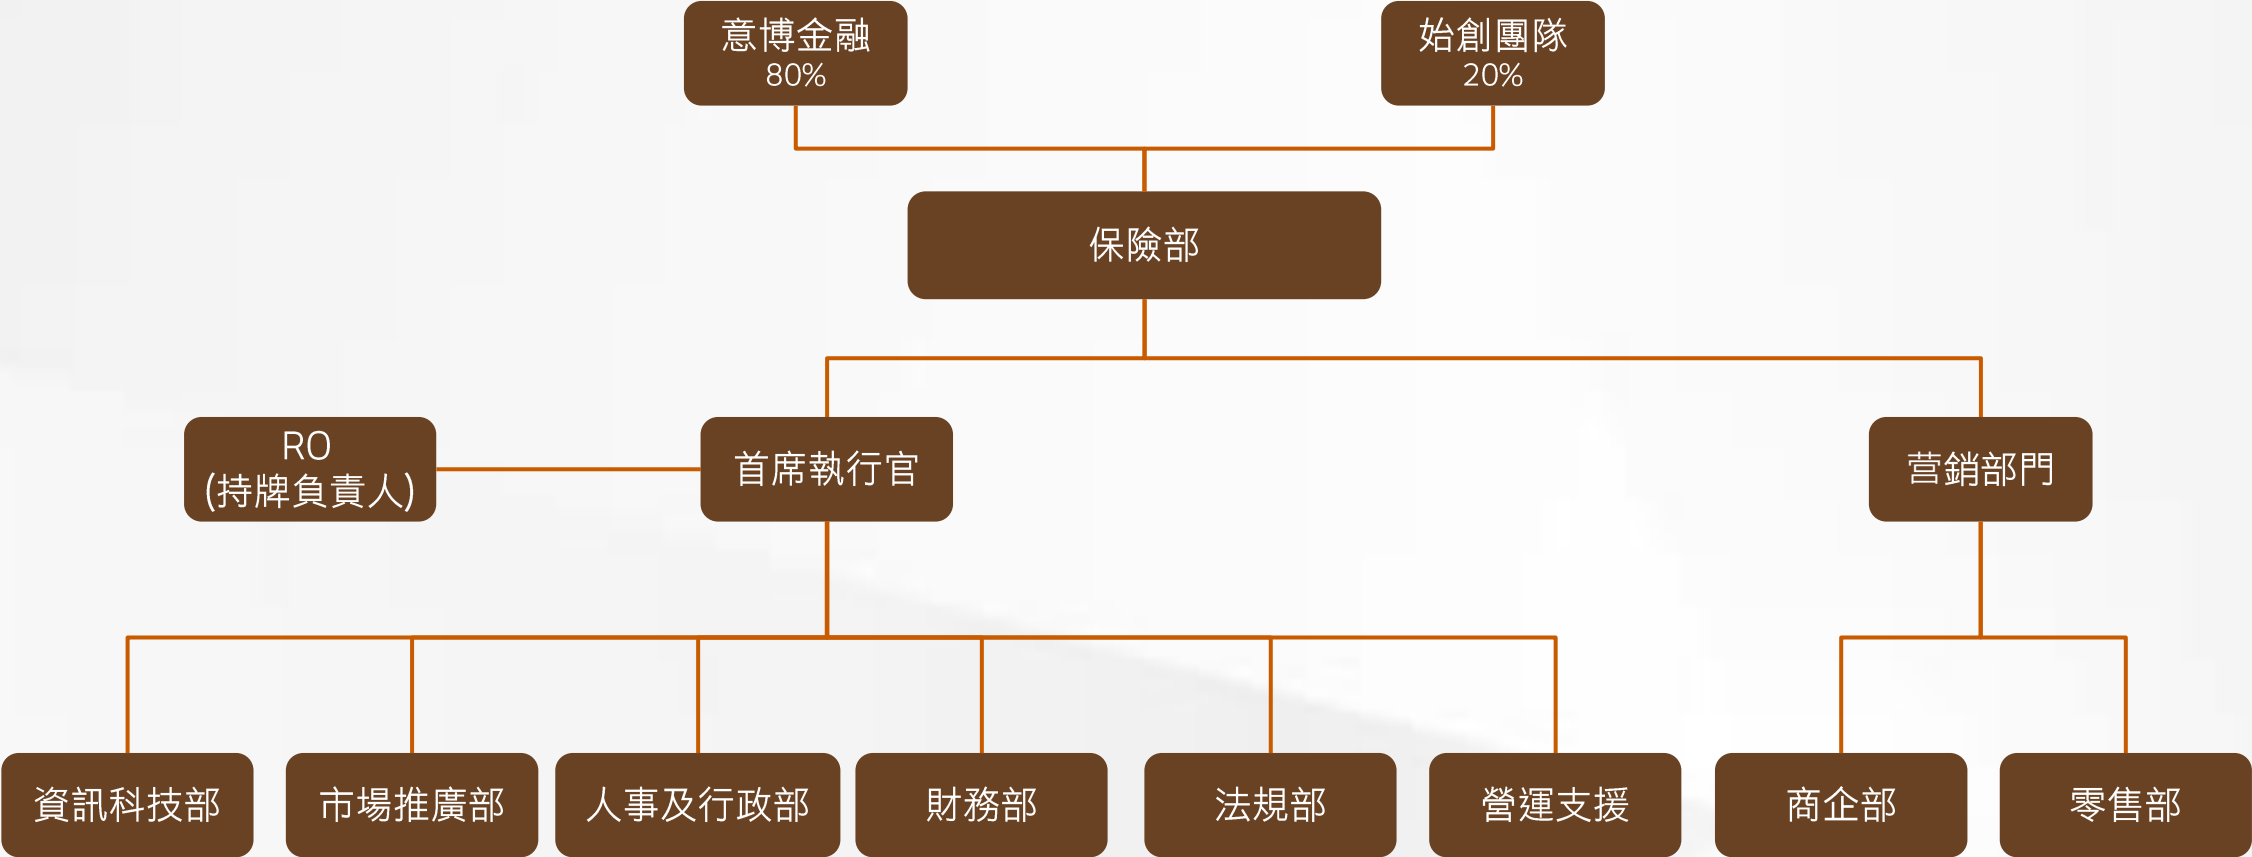 意博金融
80%
始創團隊
20%
保險部
RO
(持牌負責人)
首席執行官
营銷部門
資訊科技部
市場推廣部
人事及行政部
財務部
法規部
營運支援
商企部
零售部